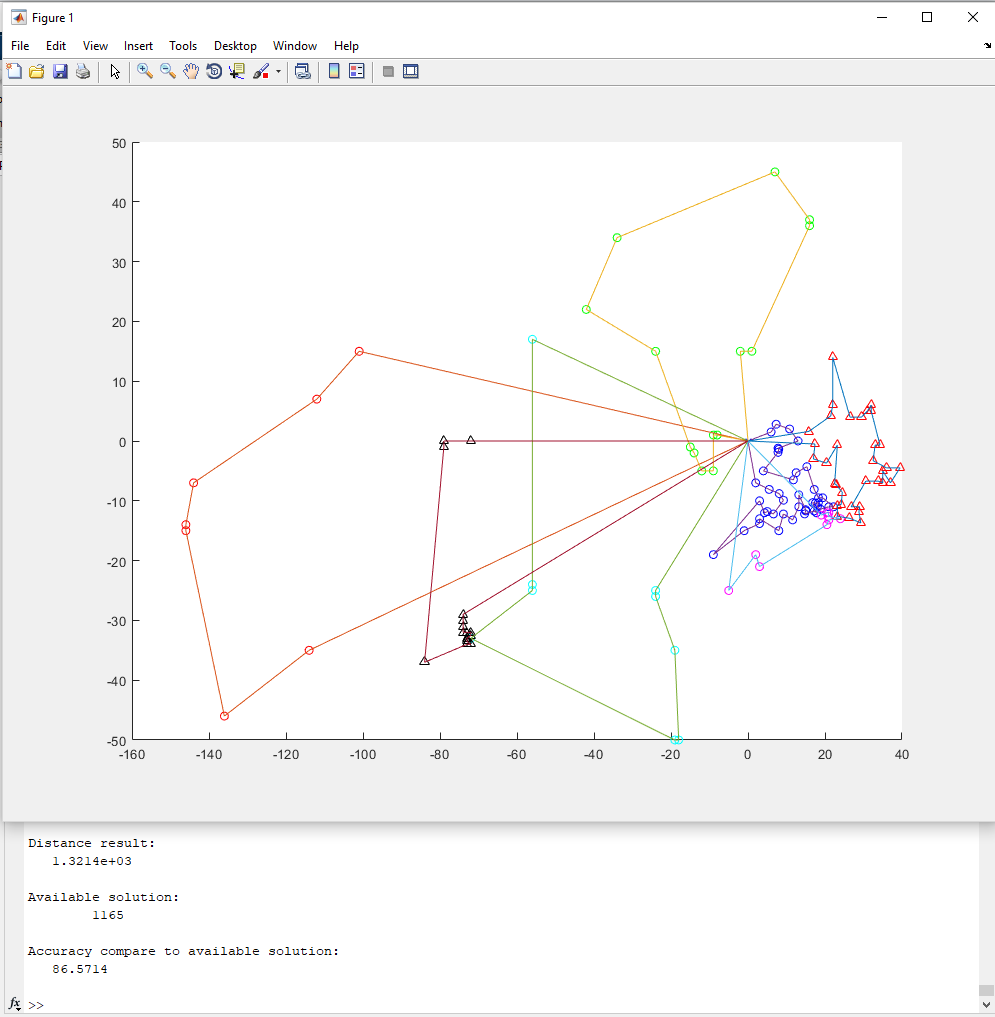 Figure 1
File Edit View Insert Tools Desktop Window Help
50
40
30
20
10
0
-10
-20
-30
-40
-50
-160 -140 -120 -100 -80 -60 -40 -20 0 20 40
Distance result:
1.3214e+03
Available solution:
1165
Accuracy compare to available solution:
86.5714
fx >>